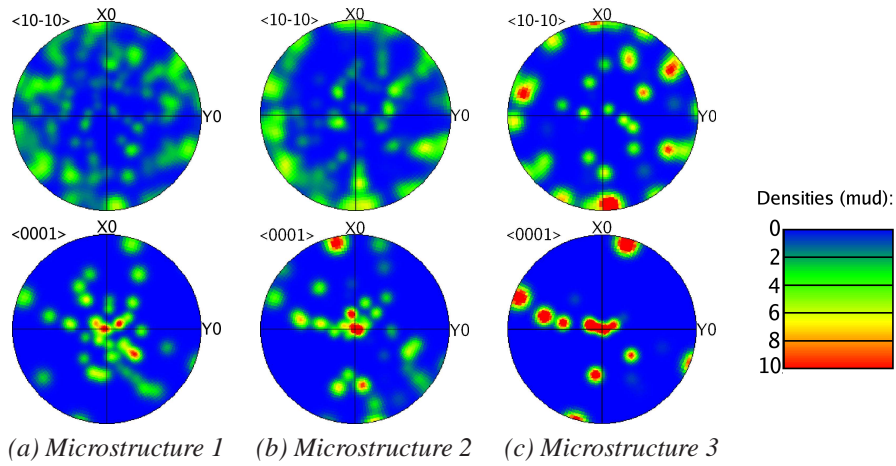 <10-10> X0 <10-10> X0 <10-10> X0
Y0 Y0 Y0
<0001> X0 <0001> X0 <0001> X0
Y0 Y0 Y0
Densities (mud):
0
2
4
6
8
10
(a) Microstructure 1 (b) Microstructure 2 (c) Microstructure 3